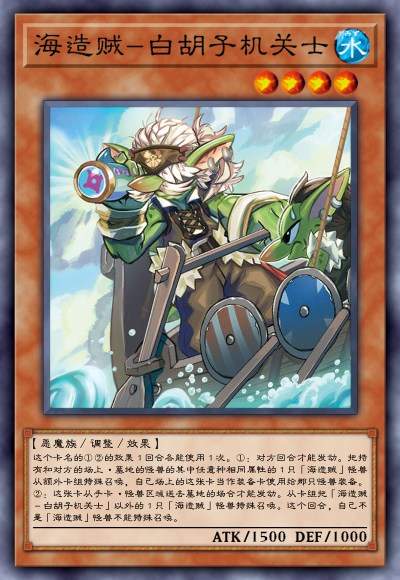 海造贼-白胡子机关士
水
【恶魔族／调整／效果】
这个卡名的①②的效果1回合各能使用1次。①：对方回合才能发动。把持
有和对方的场上·墓地的怪兽的其中任意种相同属性的1只「海造贼」怪兽
从额外卡组特殊召唤，自己场上的这张卡当作装备卡使用给那只怪兽装备。
②：这张卡从手卡·怪兽区域送去墓地的场合才能发动。从卡组把「海造贼
-白胡子机关士」以外的1只「海造贼」怪兽特殊召唤。这个回合，自己不
是「海造贼」怪兽不能特殊召唤。
ATK/1500 DEF/1000